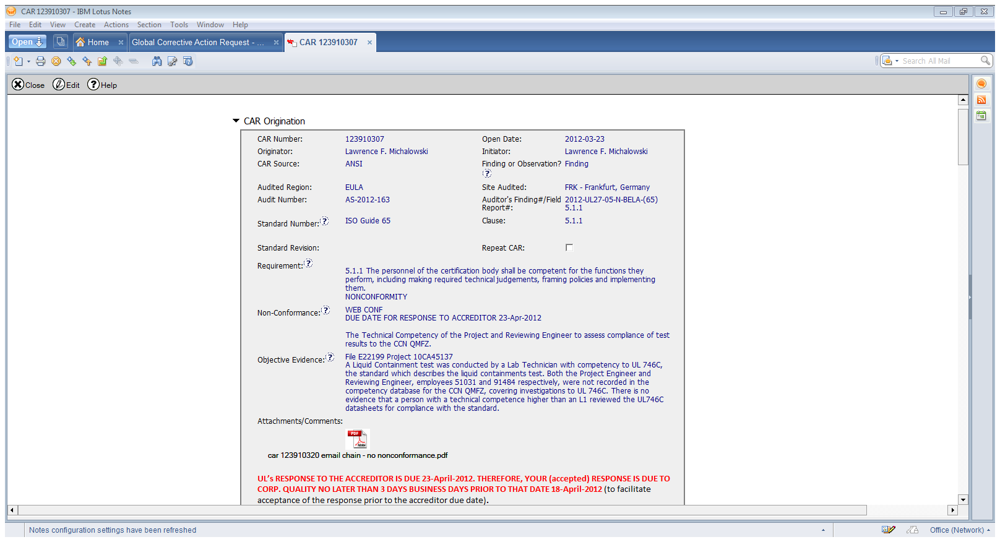 CAR 123910307 - IBM Lotus Notes
File Edit View Create Actions Section Tools Window Help
Open Home Global Corrective Action Request - ... CAR 123910307
Search All Mail
Close Edit Help
18
CAR Origination
CAR Number: 123910307 Open Date: 2012-03-23
Originator: Lawrence F. Michalowski Initiator: Lawrence F. Michalowski
CAR Source: ANSI Finding or Observation? Finding
?
Audited Region: EULA Site Audited: FRK - Frankfurt, Germany
Audit Number: AS-2012-163 Auditor's Finding#/Field 2012-UL27-05-N-BELA-(65)
Report#: 5.1.1
Standard Number: ? ISO Guide 65 Clause: 5.1.1
Standard Revision: Repeat CAR:
Requirement: ?
5.1.1 The personnel of the certification body shall be competent for the functions they
perform, including making required technical judgements, framing policies and implementing
them.
NONCONFORMITY
Non-Conformance: ? WEB CONF
DUE DATE FOR RESPONSE TO ACCREDITOR 23-Apr-2012
The Technical Competency of the Project and Reviewing Engineer to assess compliance of test
results to the CCN QMFZ.
Objective Evidence: ? File E22199 Project 10CA45137
A Liquid Containment test was conducted by a Lab Technician with competency to UL 746C,
the standard which describes the liquid containments test. Both the Project Engineer and
Reviewing Engineer, employees 51031 and 91484 respectively, were not recorded in the
competency database for the CCN QMFZ, covering investigations to UL 746C. There is no
evidence that a person with a technical competence higher than an L1 reviewed the UL746C
datasheets for compliance with the standard.
Attachments/Comments:
PDF
Adobe
car 123910320 email chain - no nonconformance.pdf
UL's RESPONSE TO THE ACCREDITOR IS DUE 23-April-2012. THEREFORE, YOUR (accepted) RESPONSE IS DUE TO
CORP. QUALITY NO LATER THAN 3 DAYS BUSINESS DAYS PRIOR TO THAT DATE 18-April-2012 (to facilitate
acceptance of the response prior to the accreditor due date).
Notes configuration settings have been refreshed
Office (Network)